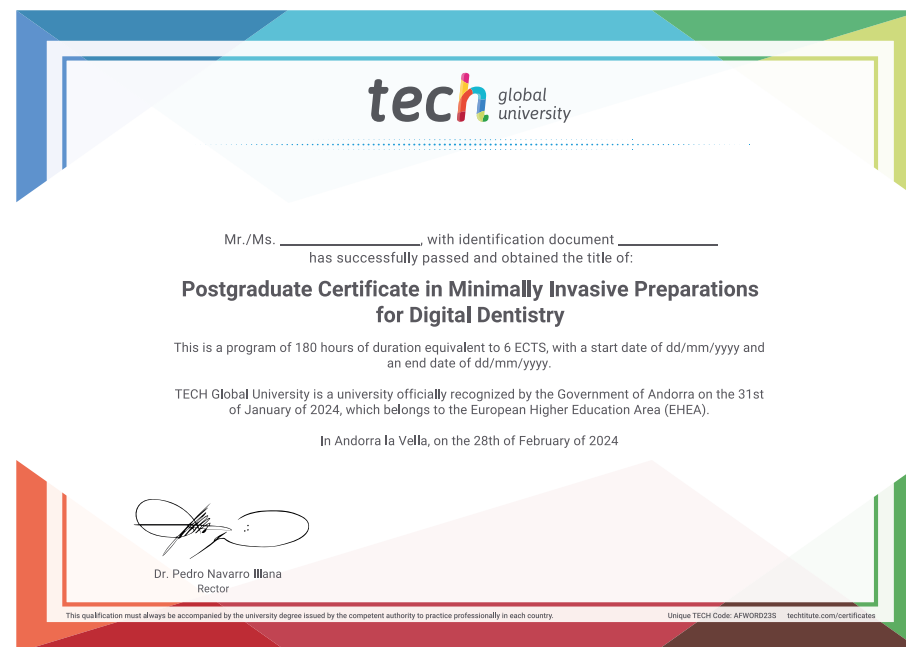 tech global university
Mr./Ms. ____________________, with identification document ______________
has successfully passed and obtained the title of:
Postgraduate Certificate in Minimally Invasive Preparations
for Digital Dentistry
This is a program of 180 hours of duration equivalent to 6 ECTS, with a start date of dd/mm/yyyy and
an end date of dd/mm/yyyy.
TECH Global University is a university officially recognized by the Government of Andorra on the 31st
of January of 2024, which belongs to the European Higher Education Area (EHEA).
In Andorra la Vella, on the 28th of February of 2024
Dr. Pedro Navarro Illana
Rector
This qualification must always be accompanied by the university degree issued by the competent authority to practice professionally in each country.
Unique TECH Code: AFWORD23S techtitute.com/certificates